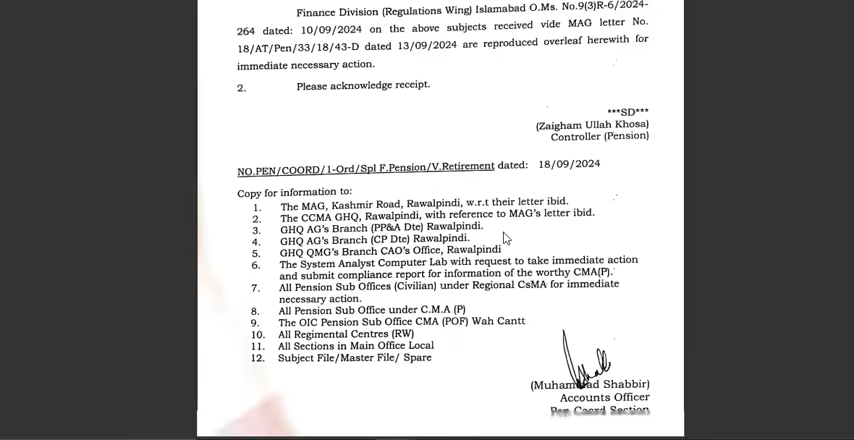 Finance Division (Regulations Wing) Islamabad O.Ms. No.9(3)R-6/2024-
264 dated: 10/09/2024 on the above subjects received vide MAG letter No.
18/AT/Pen/33/18/43-D dated 13/09/2024 are reproduced overleaf herewith for
immediate necessary action.
2. Please acknowledge receipt.
***SD***
(Zaigham Ullah Khosa)
Controller (Pension)
NO.PEN/COORD/1-Ord/Spl F.Pension/V.Retirement dated: 18/09/2024
Copy for information to:
1. The MAG, Kashmir Road, Rawalpindi, w.r.t their letter ibid.
2. The CCMA GHQ, Rawalpindi, with reference to MAG's letter ibid.
3. GHQ AG's Branch (PP&A Dte) Rawalpindi.
4. GHQ AG's Branch (CP Dte) Rawalpindi.
5. GHQ QMG's Branch CAO's Office, Rawalpindi
6. The System Analyst Computer Lab with request to take immediate action
and submit compliance report for information of the worthy CMA(P).
7. All Pension Sub Offices (Civilian) under Regional CsMA for immediate
necessary action.
8. All Pension Sub Office under C.M.A (P)
9. The OIC Pension Sub Office CMA (POF) Wah Cantt
10. All Regimental Centres (RW)
11. All Sections in Main Office Local
12. Subject File/Master File/ Spare
(Muhammad Shabbir)
Accounts Officer
Pen Coord Section